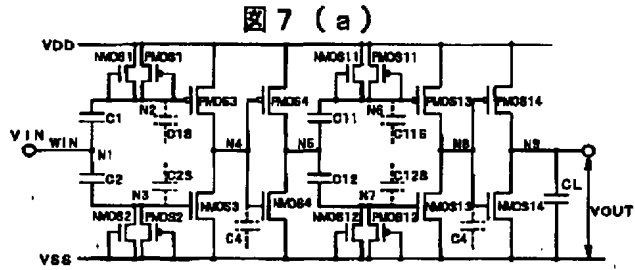 図7 (a)
VDD
NMOS1 PMOS1 NMOS11 PMOS11
N2 PMOS3 PMOS4 N6 PMOS13 PMOS14
C1 C1S C11 C11S
VIN WIN N1 N4 N5 N8 N9
C2 C2S C12 C12S CL VOUT
N3 NMOS3 NMOS4 N7 NMOS13 NMOS14
NMOS2 PMOS2 C4 NMOS12 PMOS12 C4
VSS